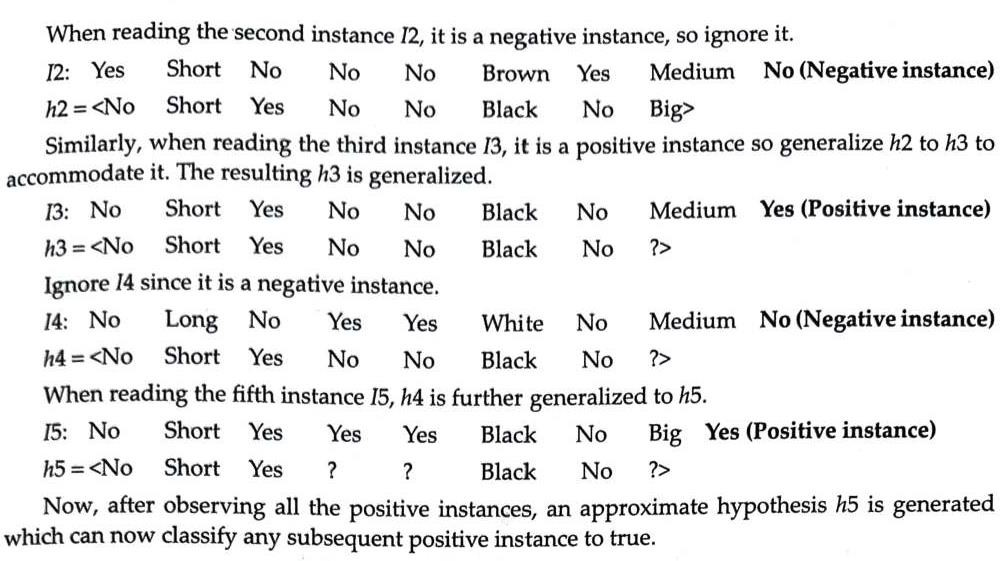 When reading the second instance I2, it is a negative instance, so ignore it.
I2: Yes Short No No No Brown Yes Medium No (Negative instance)
h2 = <No Short Yes No No Black No Big>
Similarly, when reading the third instance I3, it is a positive instance so generalize h2 to h3 to
accommodate it. The resulting h3 is generalized.
I3: No Short Yes No No Black No Medium Yes (Positive instance)
h3 = <No Short Yes No No Black No ?>
Ignore I4 since it is a negative instance.
I4: No Long No Yes Yes White No Medium No (Negative instance)
h4 = <No Short Yes No No Black No ?>
When reading the fifth instance I5, h4 is further generalized to h5.
I5: No Short Yes Yes Yes Black No Big Yes (Positive instance)
h5 = <No Short Yes ? ? Black No ?>
Now, after observing all the positive instances, an approximate hypothesis h5 is generated
which can now classify any subsequent positive instance to true.